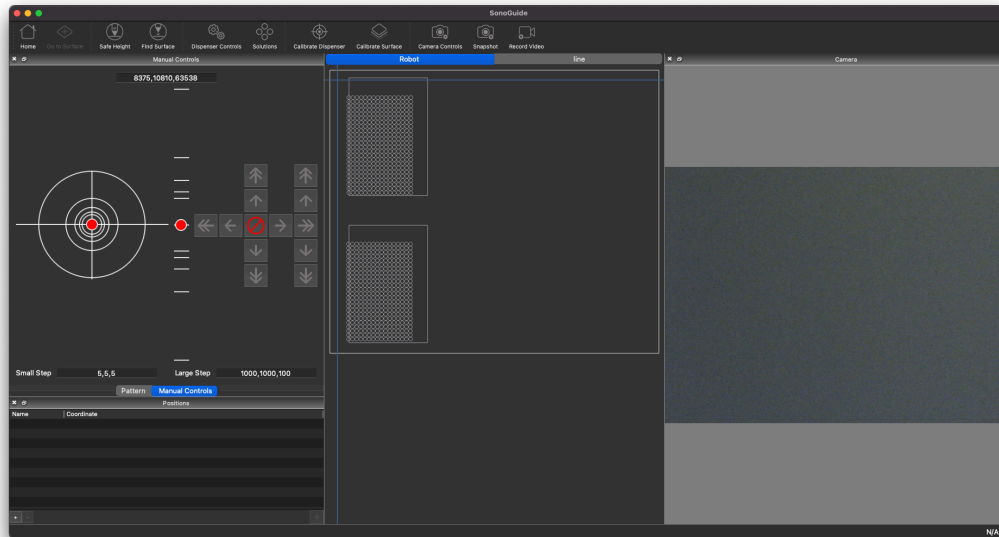 SonoGuide
Home
Go to Surface
Safe Height
Find Surface
Dispenser Controls
Solutions
Calibrate Dispenser
Calibrate Surface
Camera Controls
Snapshot
Record Video
Manual Controls
8375,10810,63538
Small Step 5,5,5 Large Step 1000,1000,100
Pattern Manual Controls
Positions
Name Coordinate
Robot line
Camera
N/A